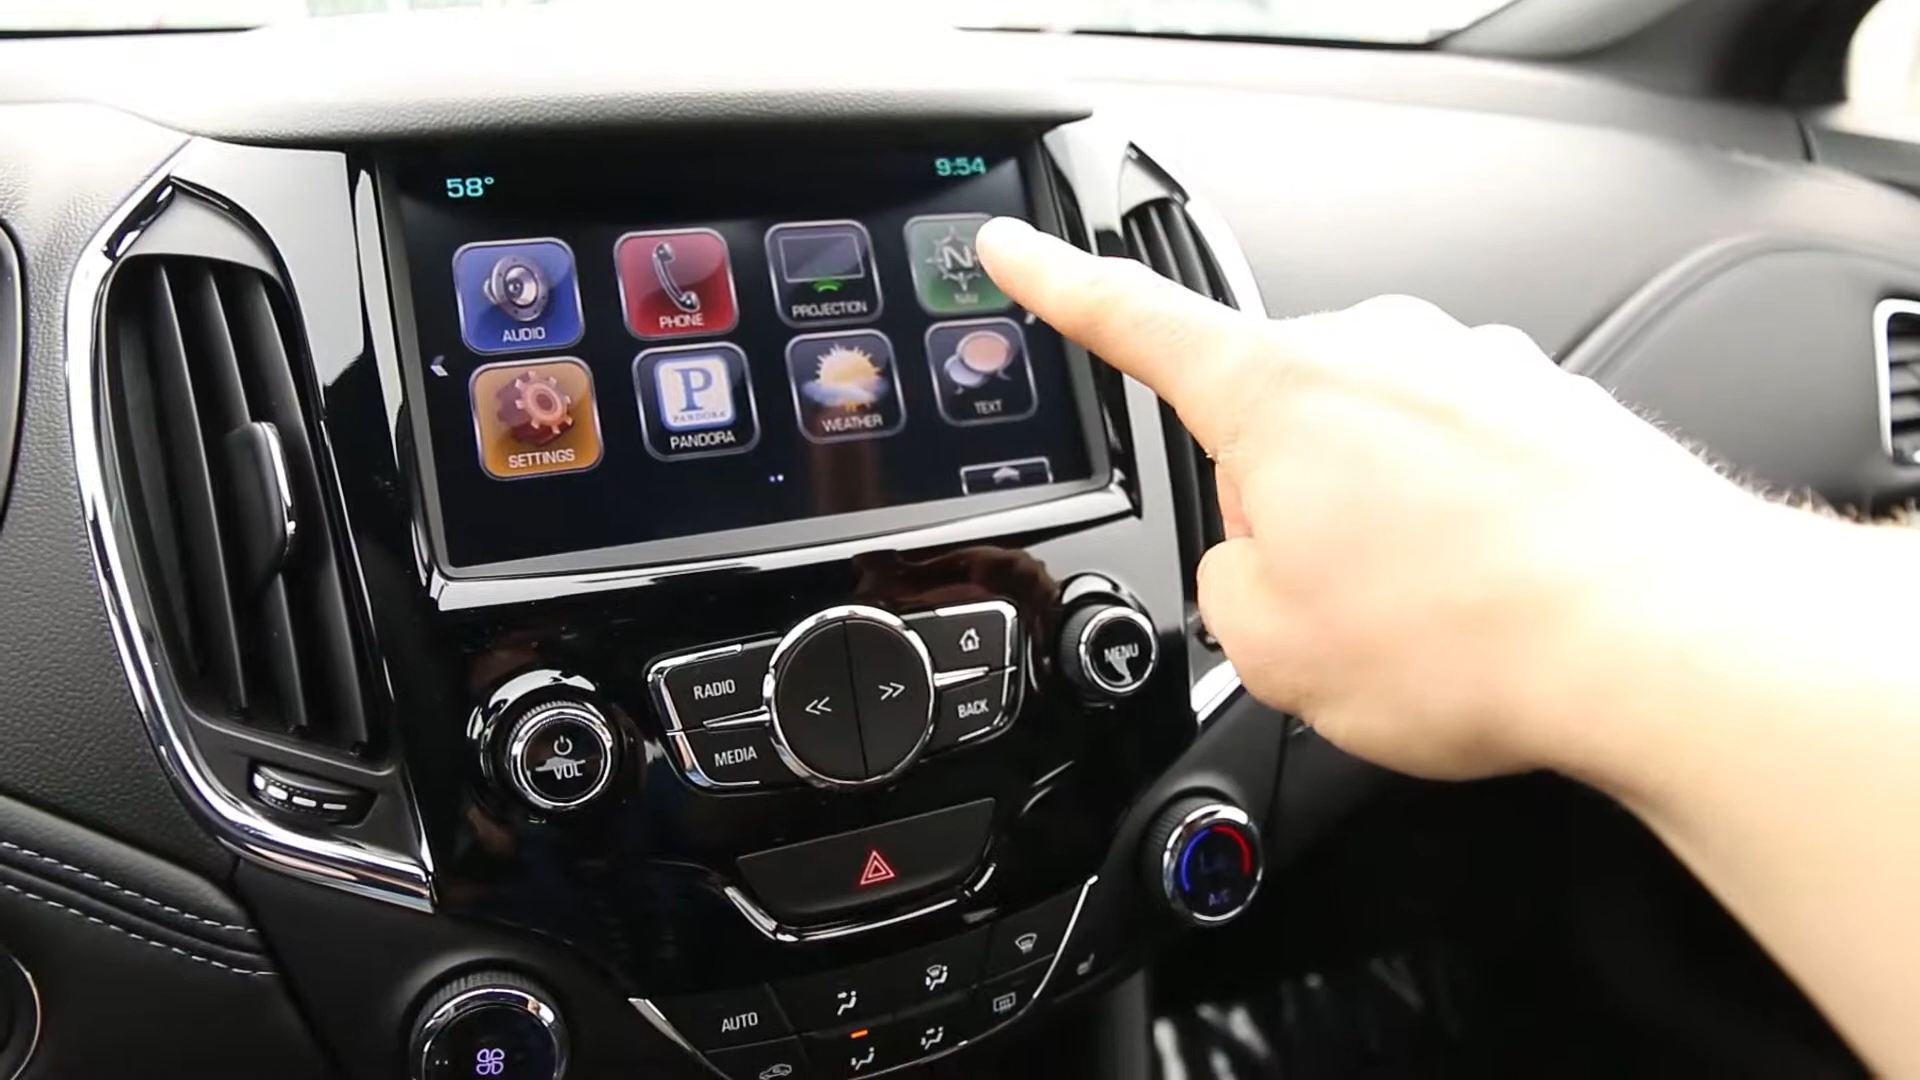 58°
9:54
AUDIO
PHONE
PROJECTION
N
NAV
SETTINGS
P
PANDORA
PANDORA
WEATHER
TEXT
RADIO
MEDIA
BACK
MENU
VOL
A/C
AUTO